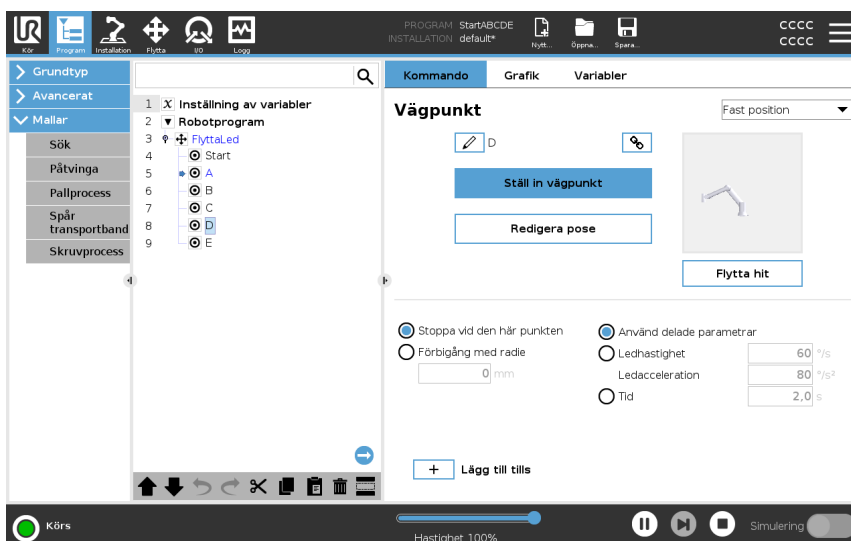 UR
Kör
Program
Installation
Flytta
I/O
Logg
PROGRAM StartABCDE
INSTALLATION default*
Nytt...
Öppna...
Spara...
CCCC
CCCC
Grundtyp
Avancerat
Mallar
Sök
Påtvinga
Pallprocess
Spår
transportband
Skruvprocess
1 X Inställning av variabler
2 Robotprogram
3 FlyttaLed
4 Start
5 A
6 B
7 C
8 D
9 E
Kommando Grafik Variabler
Vägpunkt
Fast position
D
Ställ in vägpunkt
Redigera pose
Flytta hit
Stoppa vid den här punkten
Förbigång med radie
0 mm
Använd delade parametrar
Ledhastighet 60 °/s
Ledacceleration 80 °/s²
Tid 2,0 s
+ Lägg till tills
Körs
Hastighet 100%
Simulering